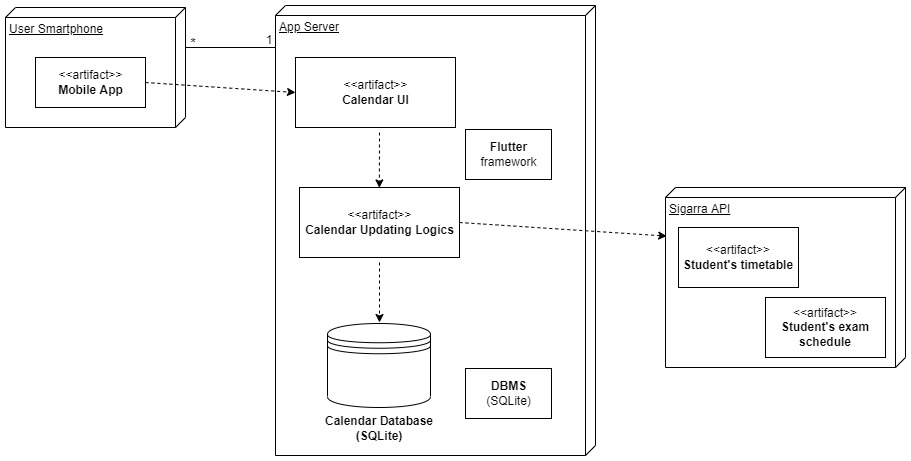 User Smartphone
<<artifact>>
Mobile App
*
1
App Server
<<artifact>>
Calendar UI
Flutter
framework
<<artifact>>
Calendar Updating Logics
Calendar Database
(SQLite)
DBMS
(SQLite)
Sigarra API
<<artifact>>
Student's timetable
<<artifact>>
Student's exam
schedule